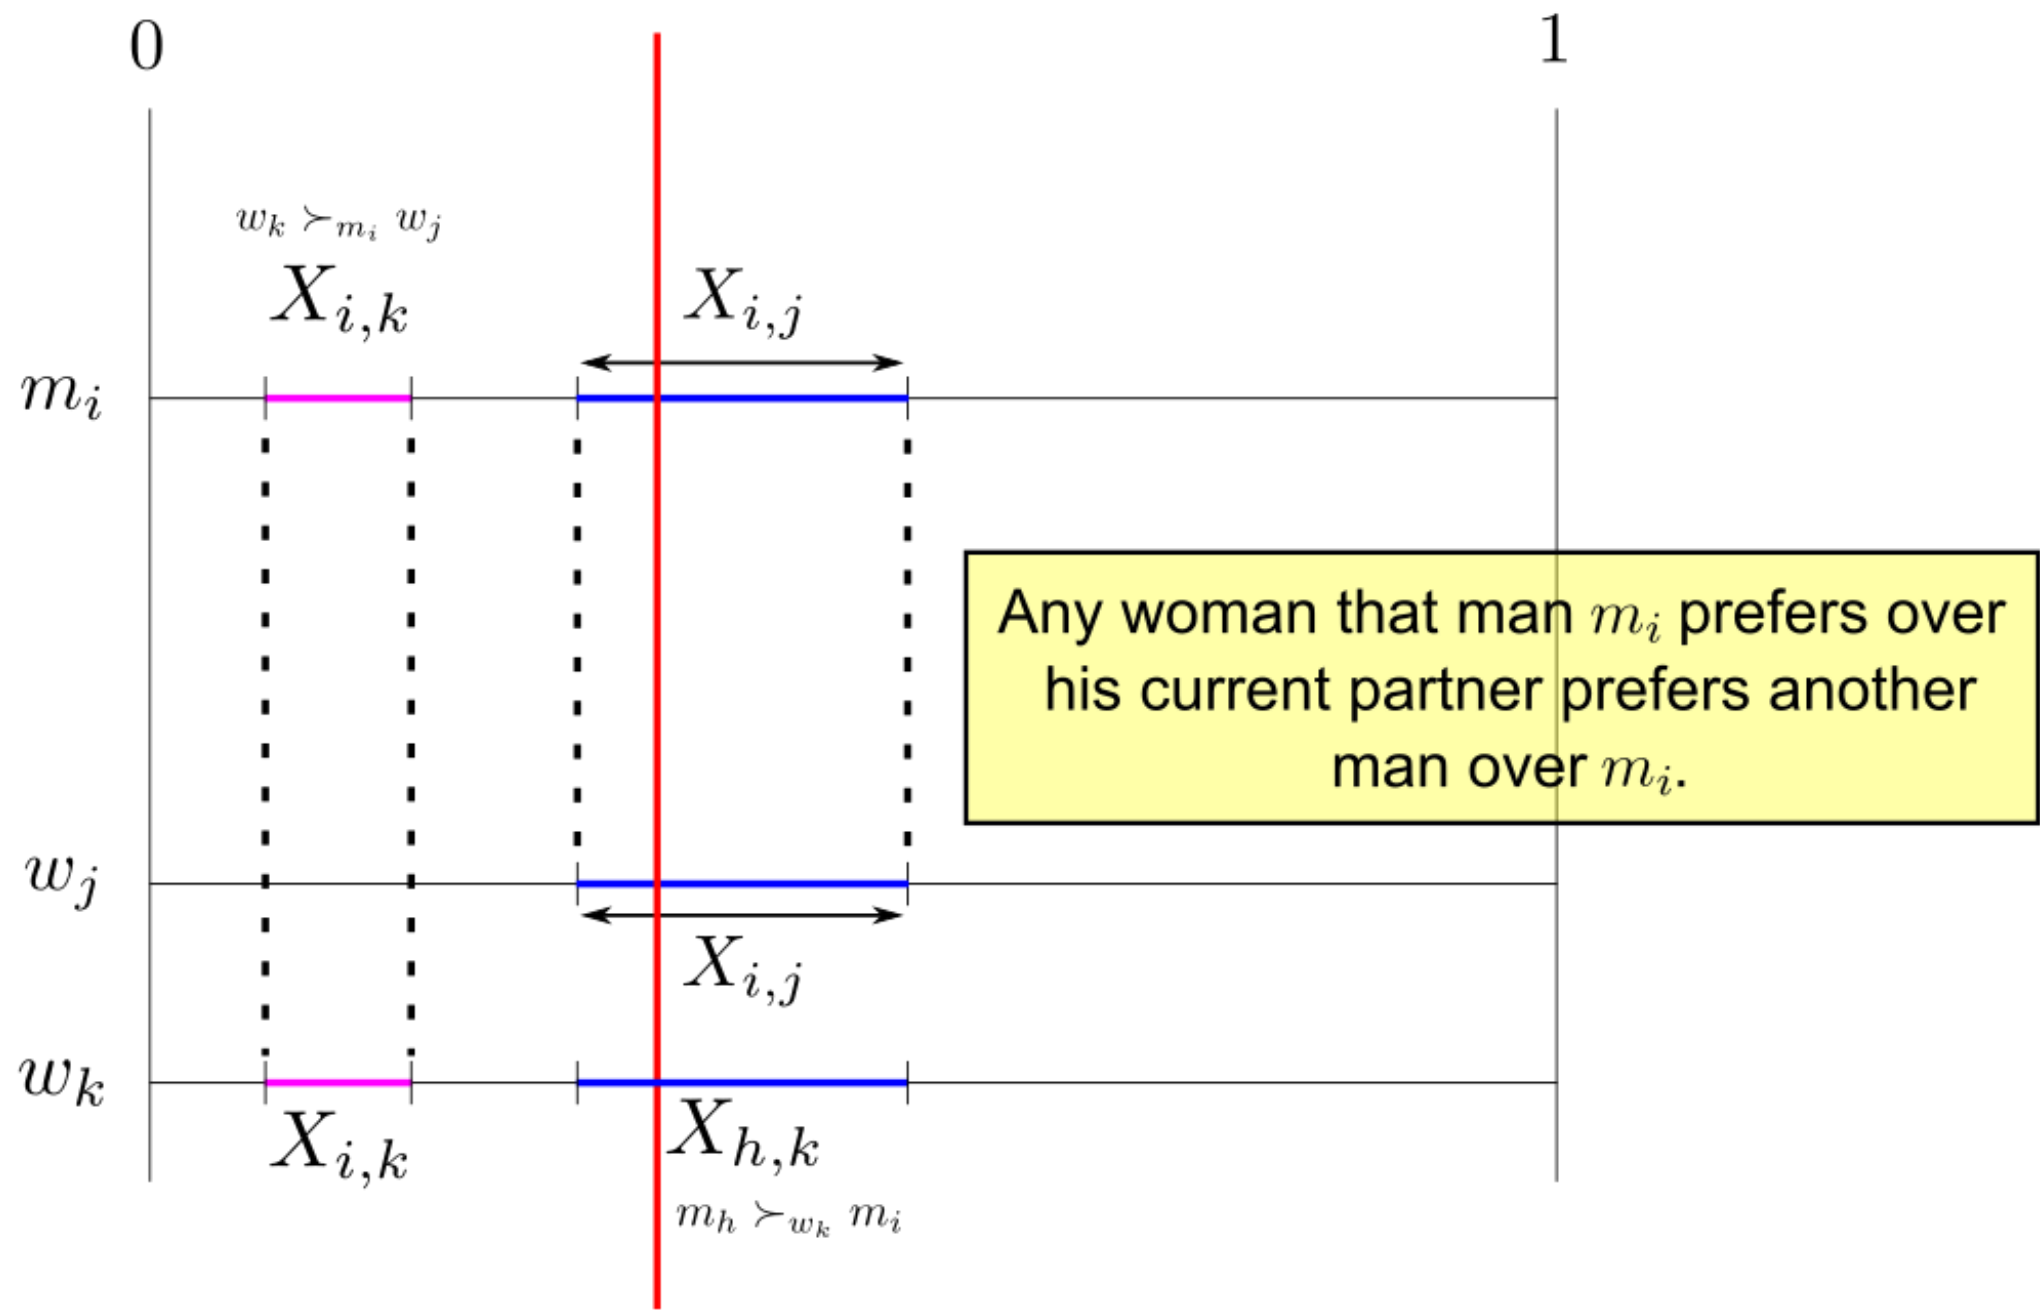 0 1
w_k ≻_{m_i} w_j
X_{i,k} X_{i,j}
m_i
Any woman that man m_i prefers over
his current partner prefers another
man over m_i.
w_j
X_{i,j}
w_k
X_{i,k} X_{h,k}
m_h ≻_{w_k} m_i